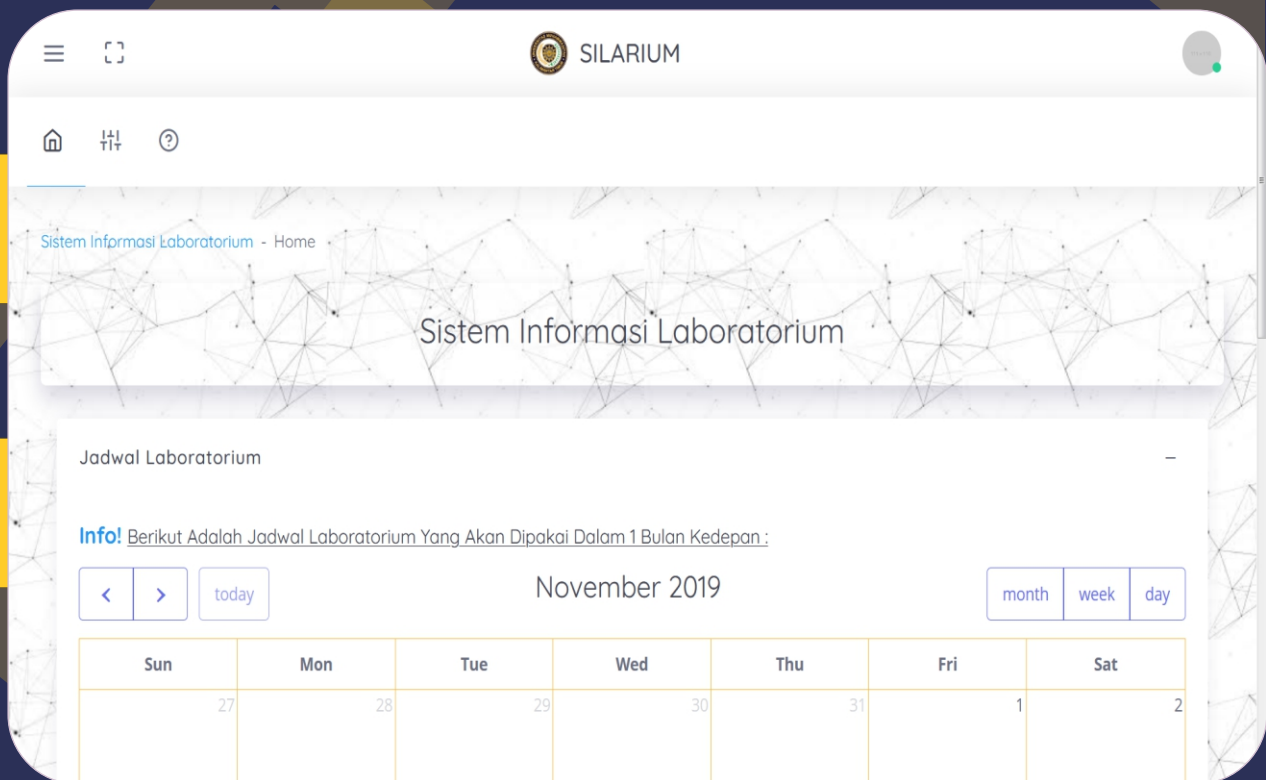 SILARIUM
Sistem Informasi Laboratorium - Home
Sistem Informasi Laboratorium
Jadwal Laboratorium
Info! Berikut Adalah Jadwal Laboratorium Yang Akan Dipakai Dalam 1 Bulan Kedepan :
today November 2019 month week day
Sun Mon Tue Wed Thu Fri Sat
27 28 29 30 31 1 2